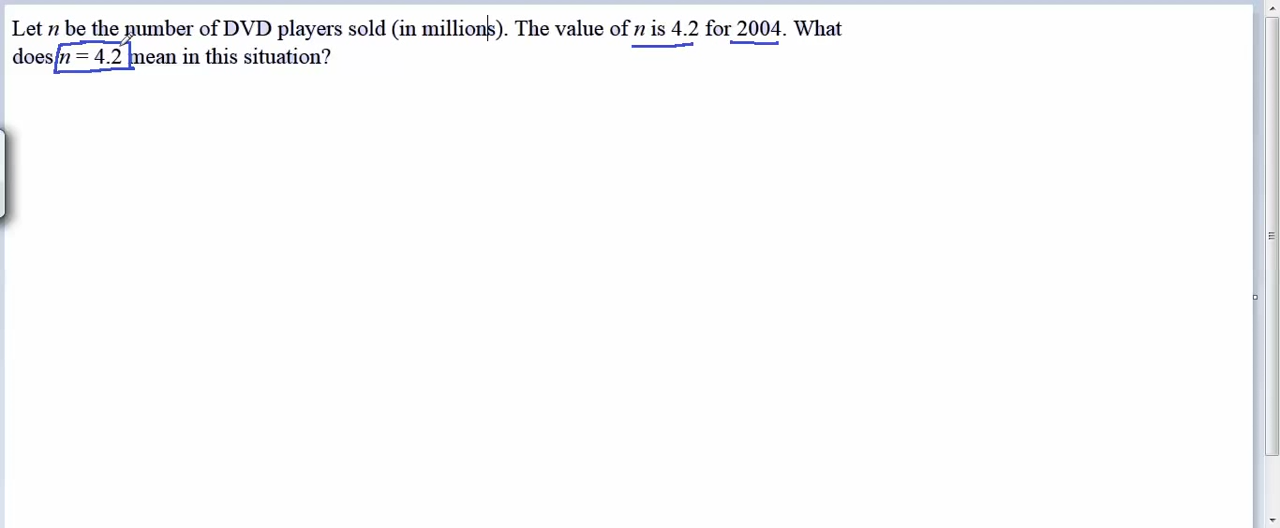 Let n be the number of DVD players sold (in millions). The value of n is 4.2 for 2004. What
does n = 4.2 mean in this situation?